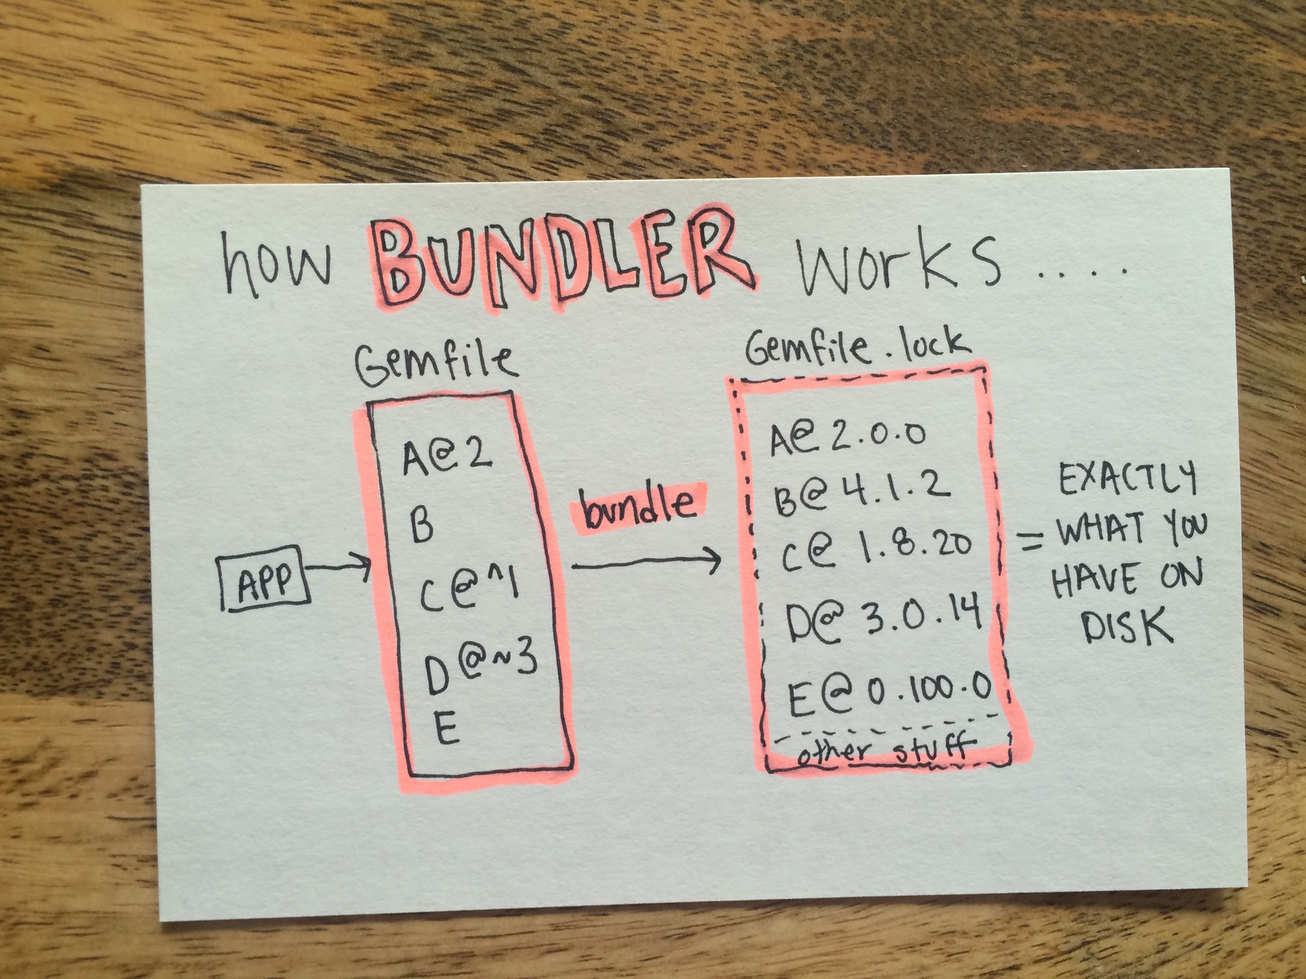 how BUNDLER works ....
Gemfile
A@2
B
C@^1
D@~3
E
APP
bundle
Gemfile.lock
A@2.0.0
B@4.1.2
C@1.8.20
D@3.0.14
E@0.100.0
other stuff
= EXACTLY
WHAT YOU
HAVE ON
DISK